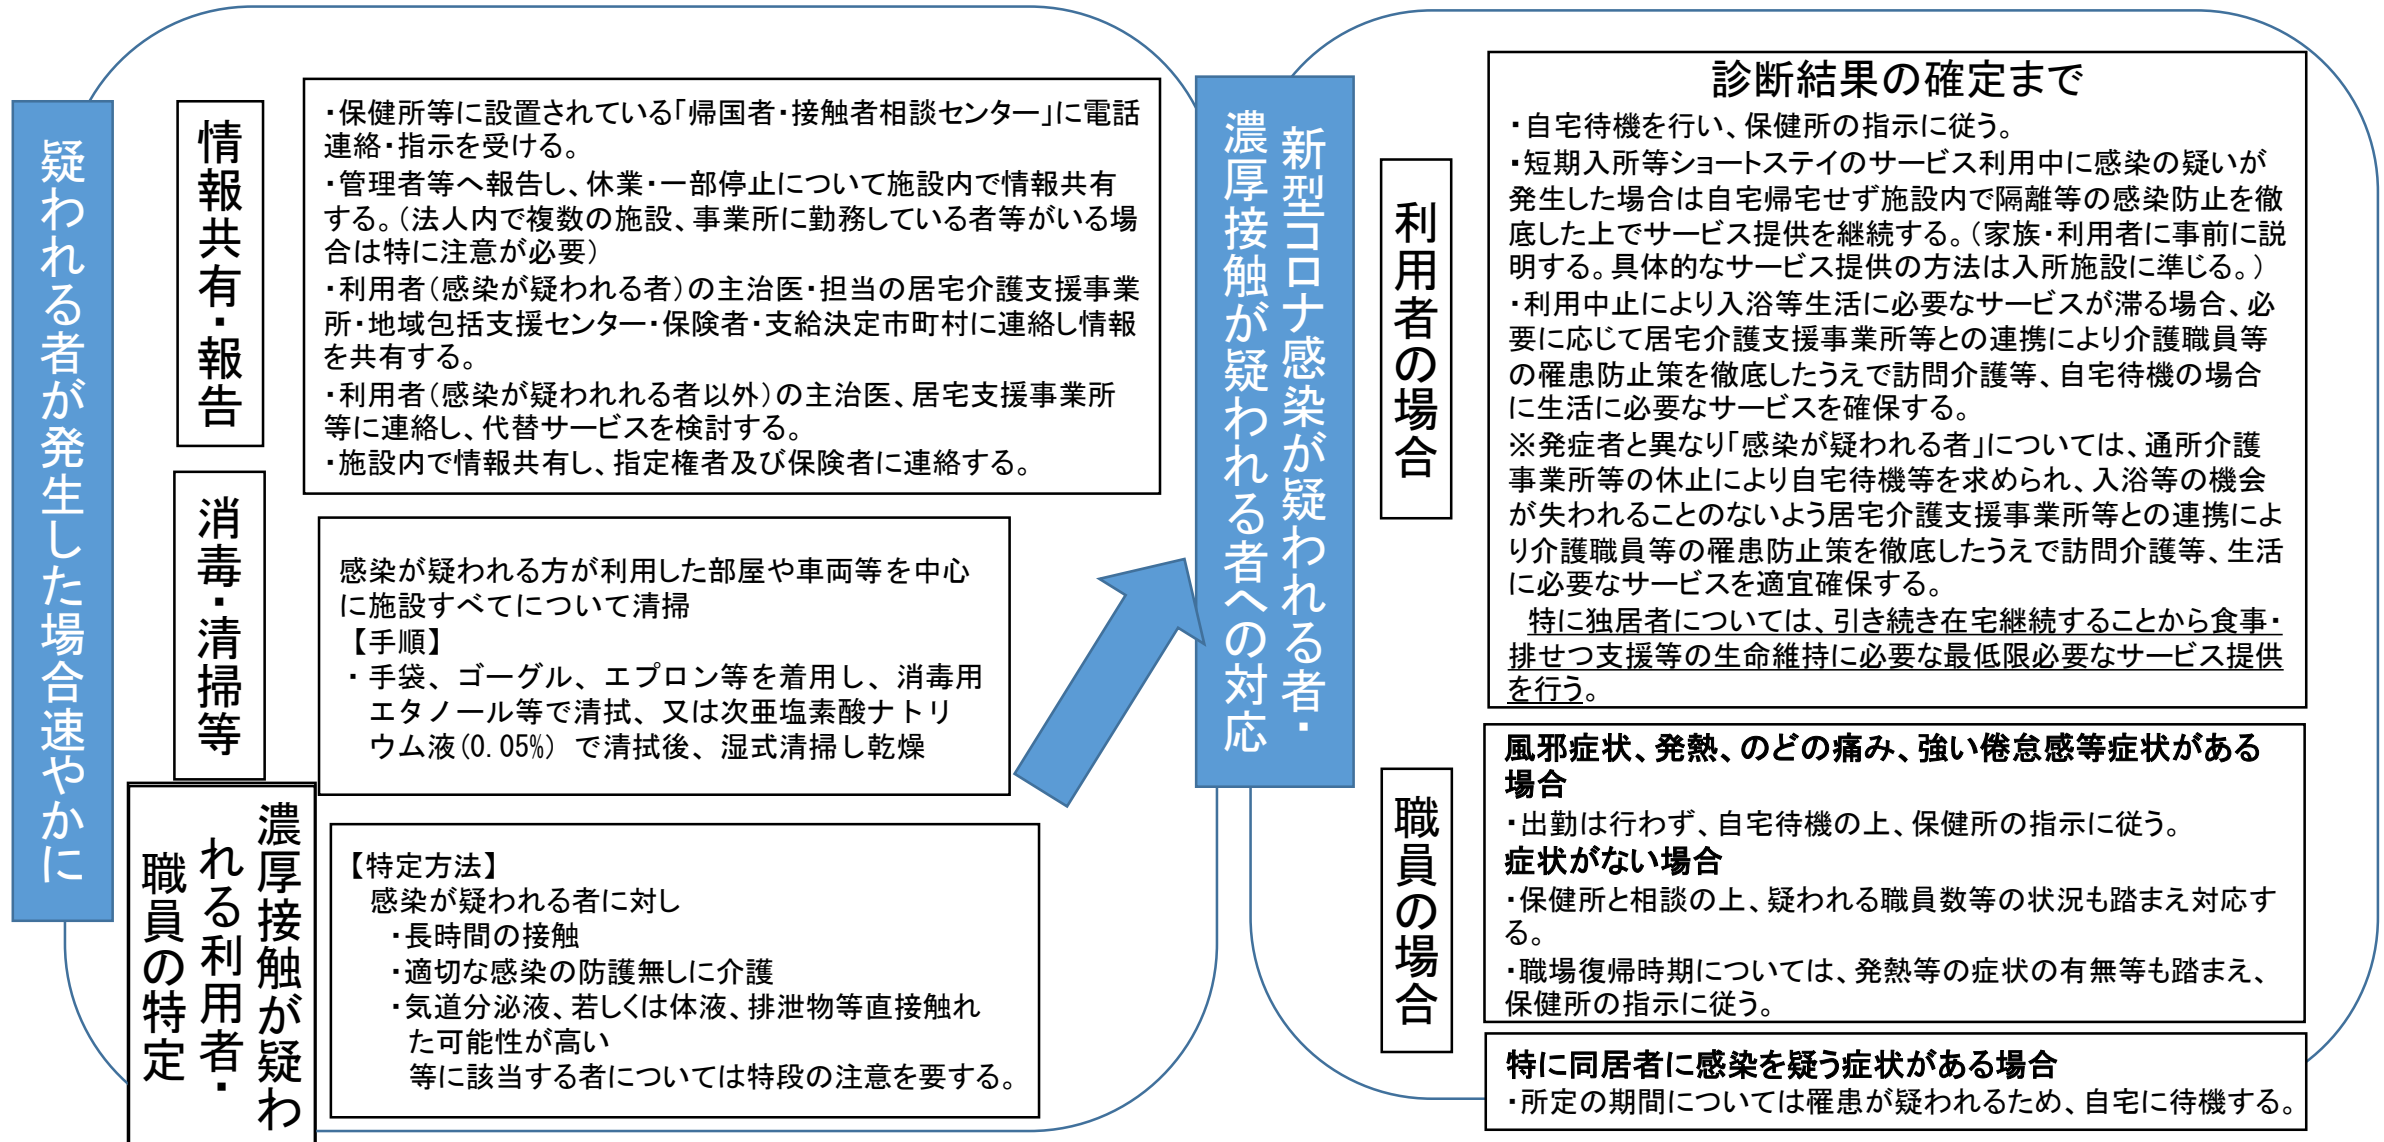 疑われる者が発生した場合速やかに
情報共有・報告
・保健所等に設置されている「帰国者・接触者相談センター」に電話
連絡・指示を受ける。
・管理者等へ報告し、休業・一部停止について施設内で情報共有
する。(法人内で複数の施設、事業所に勤務している者等がいる場
合は特に注意が必要)
・利用者(感染が疑われる者)の主治医・担当の居宅介護支援事業
所・地域包括支援センター・保険者・支給決定市町村に連絡し情報
を共有する。
・利用者(感染が疑われれる者以外)の主治医、居宅支援事業所
等に連絡し、代替サービスを検討する。
・施設内で情報共有し、指定権者及び保険者に連絡する。
消毒・清掃等
感染が疑われる方が利用した部屋や車両等を中心
に施設すべてについて清掃
【手順】
・手袋、ゴーグル、エプロン等を着用し、消毒用
エタノール等で清拭、又は次亜塩素酸ナトリ
ウム液(0.05%) で清拭後、湿式清掃し乾燥
濃厚接触が疑わ
れる利用者・
職員の特定
【特定方法】
感染が疑われる者に対し
・長時間の接触
・適切な感染の防護無しに介護
・気道分泌液、若しくは体液、排泄物等直接触れ
た可能性が高い
等に該当する者については特段の注意を要する。
新型コロナ感染が疑われる者・
濃厚接触が疑われる者への対応
利用者の場合
診断結果の確定まで
・自宅待機を行い、保健所の指示に従う。
・短期入所等ショートステイのサービス利用中に感染の疑いが
発生した場合は自宅帰宅せず施設内で隔離等の感染防止を徹
底した上でサービス提供を継続する。(家族・利用者に事前に説
明する。具体的なサービス提供の方法は入所施設に準じる。)
・利用中止により入浴等生活に必要なサービスが滞る場合、必
要に応じて居宅介護支援事業所等との連携により介護職員等
の罹患防止策を徹底したうえで訪問介護等、自宅待機の場合
に生活に必要なサービスを確保する。
※発症者と異なり「感染が疑われる者」については、通所介護
事業所等の休止により自宅待機等を求められ、入浴等の機会
が失われることのないよう居宅介護支援事業所等との連携によ
り介護職員等の罹患防止策を徹底したうえで訪問介護等、生活
に必要なサービスを適宜確保する。
特に独居者については、引き続き在宅継続することから食事・
排せつ支援等の生命維持に必要な最低限必要なサービス提供
を行う。
職員の場合
風邪症状、発熱、のどの痛み、強い倦怠感等症状がある
場合
・出勤は行わず、自宅待機の上、保健所の指示に従う。
症状がない場合
・保健所と相談の上、疑われる職員数等の状況も踏まえ対応す
る。
・職場復帰時期については、発熱等の症状の有無等も踏まえ、
保健所の指示に従う。
特に同居者に感染を疑う症状がある場合
・所定の期間については罹患が疑われるため、自宅に待機する。